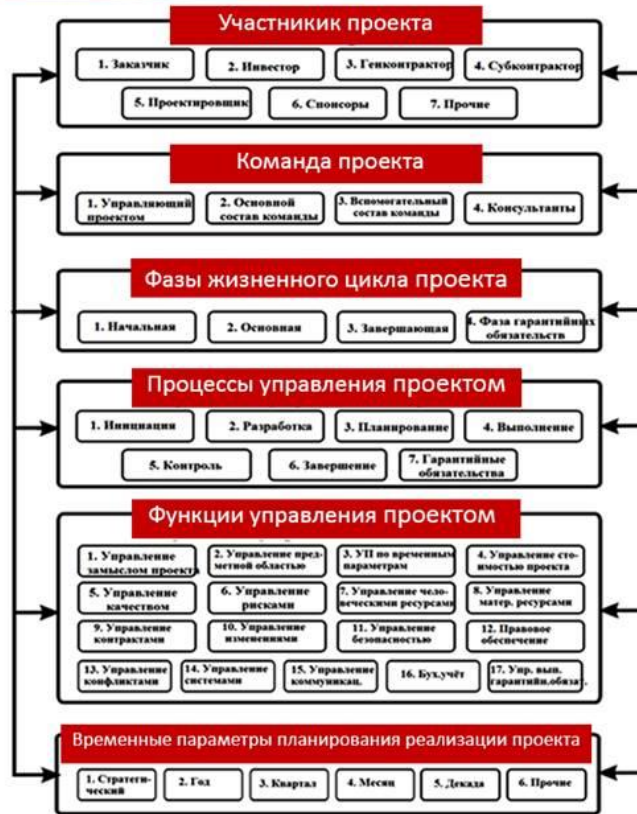 Участникик проекта
1. Заказчик
2. Инвестор
3. Генконтрактор
4. Субконтрактор
5. Проектировщик
6. Спонсоры
7. Прочие
Команда проекта
1. Управляющий
проектом
2. Основной
состав команды
3. Вспомогательный
состав команды
4. Консультанты
Фазы жизненного цикла проекта
1. Начальная
2. Основная
3. Завершающая
4. Фаза гарантийных
обязательств
Процессы управления проектом
1. Инициации
2. Разработка
3. Планирование
4. Выполнение
5. Контроль
6. Завершение
7. Гарантийные
обязательства
Функции управления проектом
1. Управление
замыслом проекта
2. Управление пред-
метной областью
3. УП по временным
параметрам
4. Управление сто-
имостью проекта
5. Управление
качеством
6. Управление
рисками
7. Управление чело-
веческими ресурсами
8. Управление
матер. ресурсами
9. Управление
контрактами
10. Управление
изменениями
11. Управление
безопасностью
12. Правовое
обеспечение
13. Управление
конфликтами
14. Управление
системами
15. Управление
коммуникац.
16. Бух.учёт
17. Упр. вып.
гарантийн.обязат.
Временные параметры планирования реализации проекта
1. Стратеги-
ческий
2. Год
3. Квартал
4. Месяц
5. Декада
6. Прочие